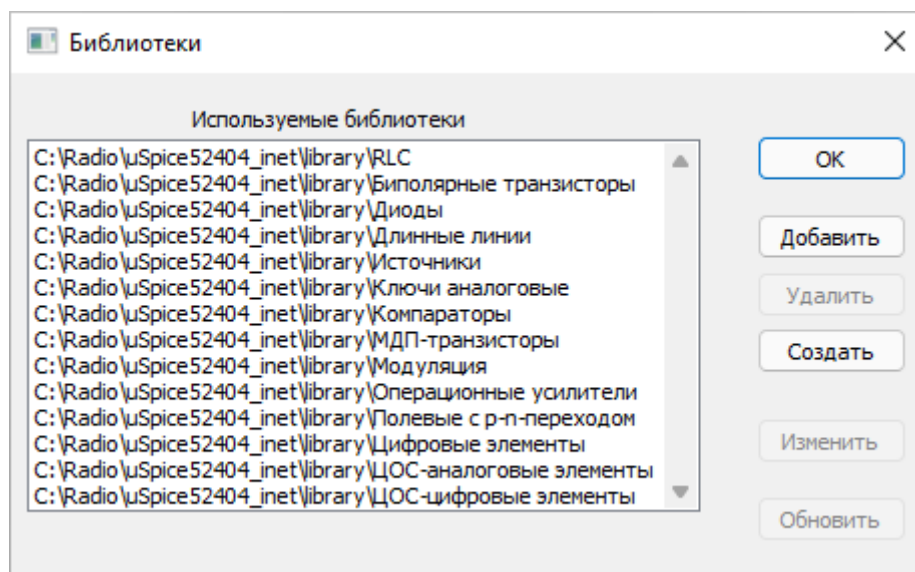 Библиотеки
Используемые библиотеки
C:\Radio\uSpice52404_inet\library\RLC
C:\Radio\uSpice52404_inet\library\Биполярные транзисторы
C:\Radio\uSpice52404_inet\library\Диоды
C:\Radio\uSpice52404_inet\library\Длинные линии
C:\Radio\uSpice52404_inet\library\Источники
C:\Radio\uSpice52404_inet\library\Ключи аналоговые
C:\Radio\uSpice52404_inet\library\Компараторы
C:\Radio\uSpice52404_inet\library\МДП-транзисторы
C:\Radio\uSpice52404_inet\library\Модуляция
C:\Radio\uSpice52404_inet\library\Операционные усилители
C:\Radio\uSpice52404_inet\library\Полевые с p-n-переходом
C:\Radio\uSpice52404_inet\library\Цифровые элементы
C:\Radio\uSpice52404_inet\library\ЦОС-аналоговые элементы
C:\Radio\uSpice52404_inet\library\ЦОС-цифровые элементы
OK
Добавить
Удалить
Создать
Изменить
Обновить